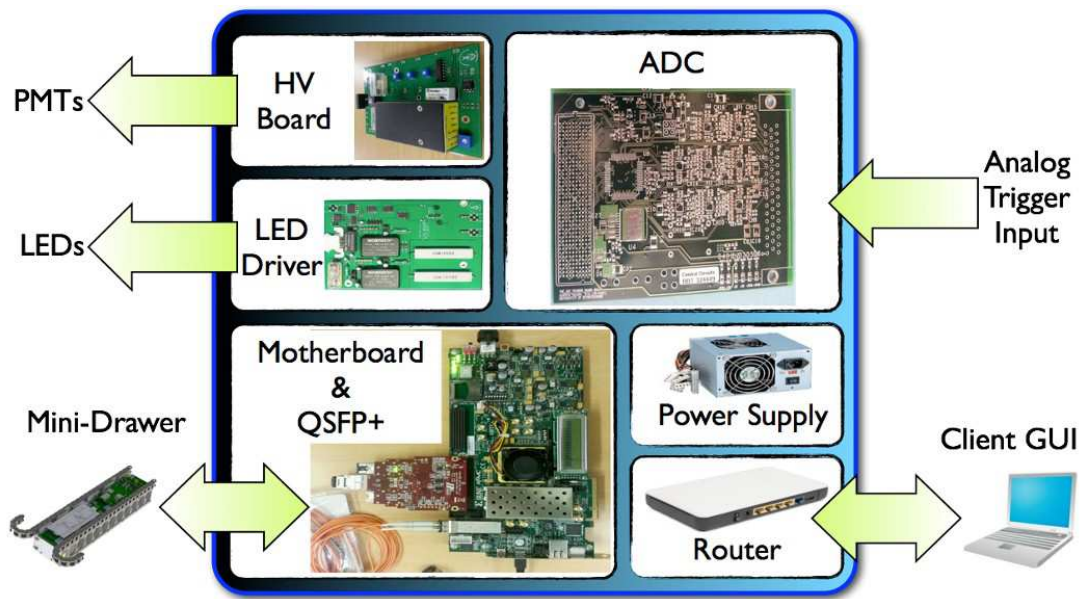 PMTs
HV
Board
ADC
Analog
Trigger
Input
LEDs
LED
Driver
Motherboard
&
QSFP+
Mini-Drawer
Power Supply
Client GUI
Router
U4